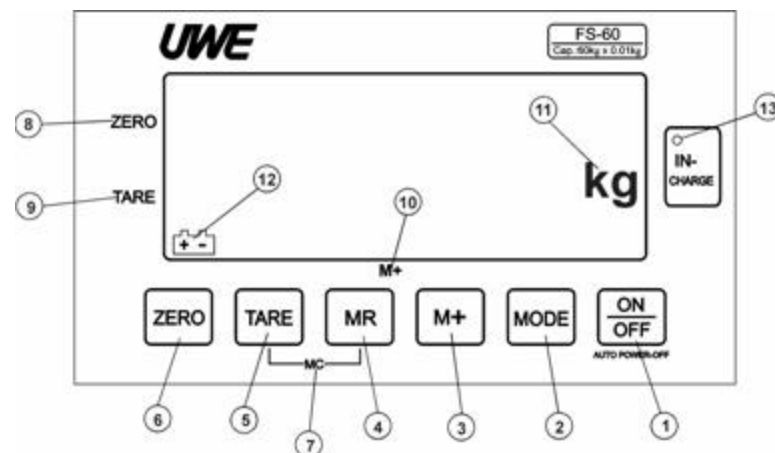 UWE
FS-60
Cap. 60kg x 0.01kg
8
ZERO
11
13
IN-
CHARGE
kg
12
9
TARE
10
+ -
M+
ZERO
TARE
MR
M+
MODE
ON
OFF
MC
AUTO POWER-OFF
6
5
7
4
3
2
1